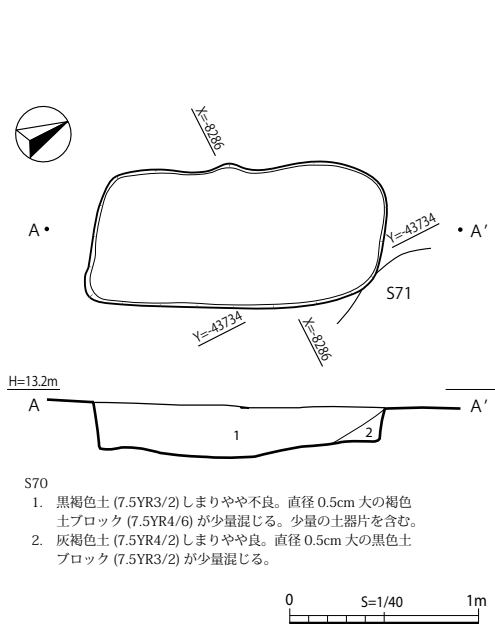 X=-8286
A
A′
Y=-43734
S71
Y=-43734
X=-8286
H=13.2m
A
A′
1
2
S70
1. 黒褐色土 (7.5YR3/2)しまりやや不良。直径 0.5cm 大の褐色
土ブロック (7.5YR4/6) が少量混じる。少量の土器片を含む。
2. 灰褐色土 (7.5YR4/2)しまりやや良。直径 0.5cm 大の黒色土
ブロック (7.5YR3/2) が少量混じる。
0 S=1/40 1m